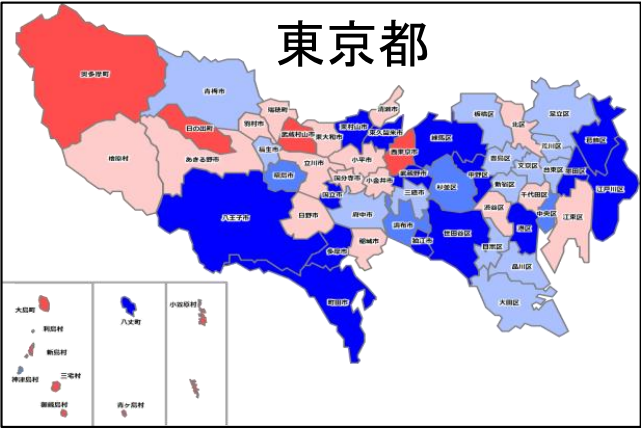 東京都
奥多摩町
青梅市
瑞穂町
清瀬市
板橋区
足立区
北区
羽村市
武蔵村山市
東大和市
東村山市
東久留米市
練馬区
荒川区
葛飾区
日の出町
福生市
西東京市
豊島区
文京区
台東区
墨田区
檜原村
あきる野市
立川市
小平市
武蔵野市
中野区
新宿区
江戸川区
昭島市
国分寺市
小金井市
三鷹市
杉並区
千代田区
国立市
渋谷区
中央区
江東区
八王子市
日野市
府中市
調布市
港区
多摩市
稲城市
狛江市
世田谷区
目黒区
品川区
町田市
大田区
大島町
利島村
新島村
神津島村
三宅村
御蔵島村
八丈町
青ヶ島村
小笠原村